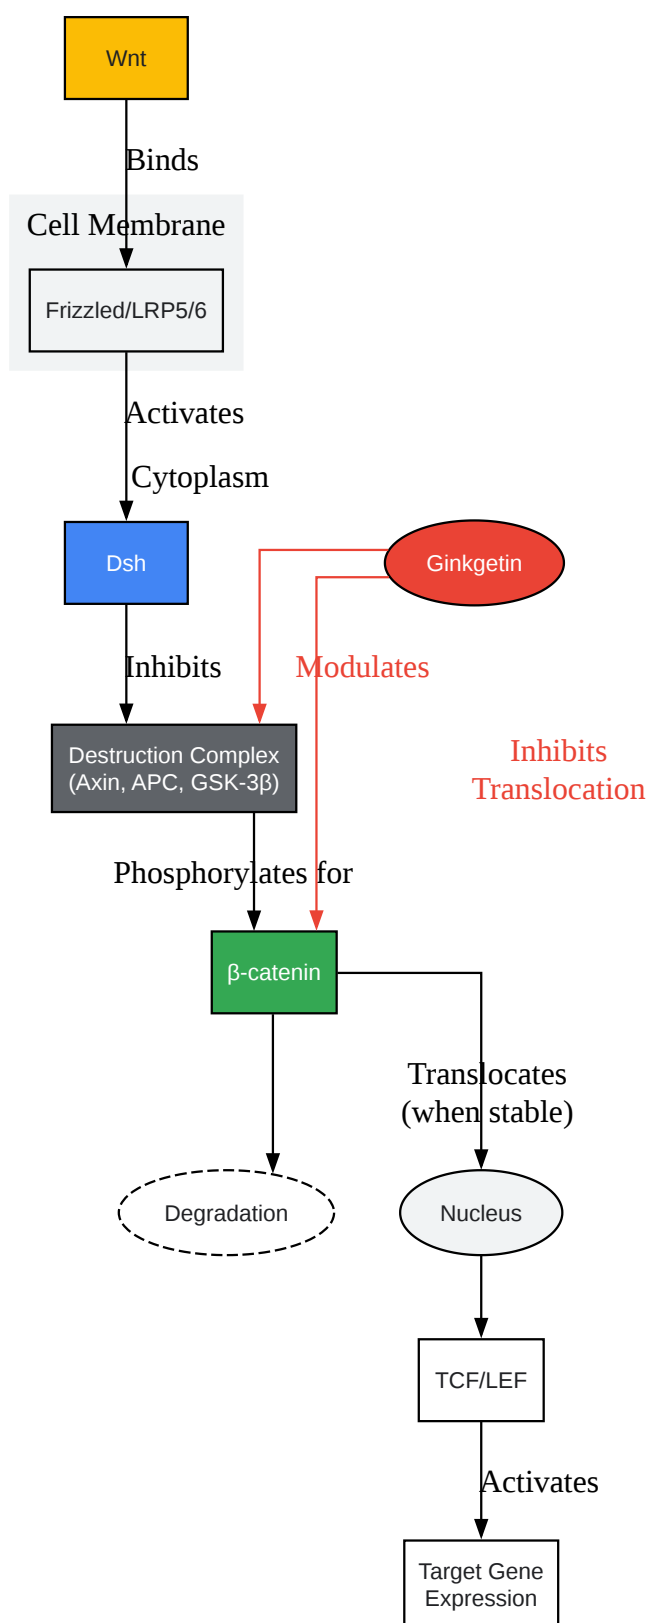 Wnt
Binds
Cell Membrane
Frizzled/LRP5/6
Activates
Cytoplasm
Dsh
Ginkgetin
Inhibits
Modulates
Destruction Complex
(Axin, APC, GSK-3β)
Inhibits
Translocation
Phosphorylates for
β-catenin
Translocates
(when stable)
Degradation
Nucleus
TCF/LEF
Activates
Target Gene
Expression